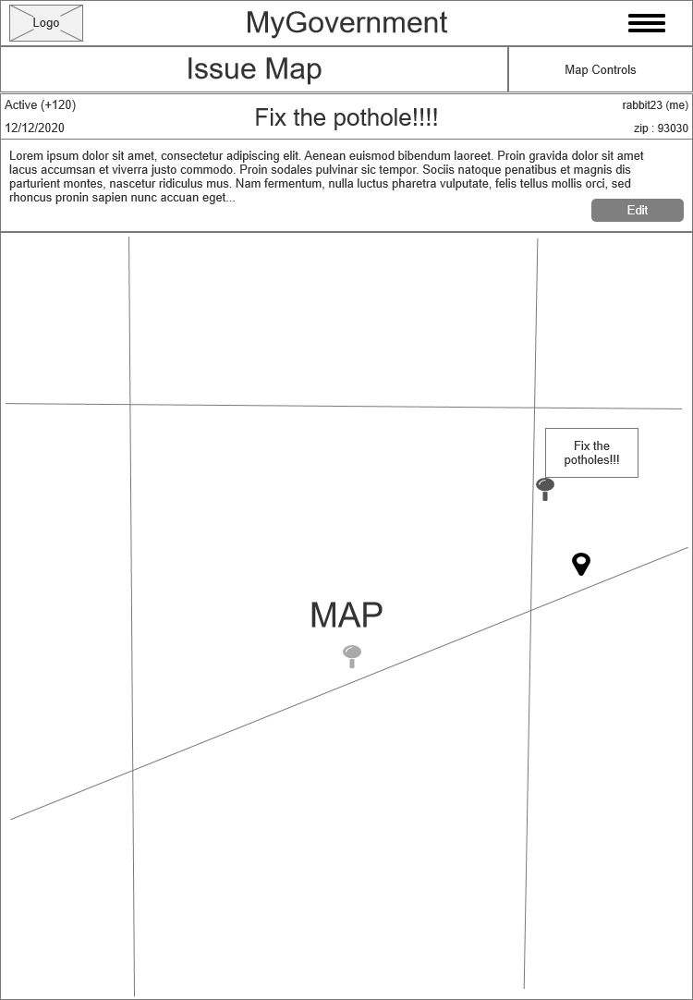 Logo
MyGovernment
Issue Map
Map Controls
Active (+120)
12/12/2020
Fix the pothole!!!!
rabbit23 (me)
zip : 93030
Lorem ipsum dolor sit amet, consectetur adipiscing elit. Aenean euismod bibendum laoreet. Proin gravida dolor sit amet
lacus accumsan et viverra justo commodo. Proin sodales pulvinar sic tempor. Sociis natoque penatibus et magnis dis
parturient montes, nascetur ridiculus mus. Nam fermentum, nulla luctus pharetra vulputate, felis tellus mollis orci, sed
rhoncus pronin sapien nunc accuan eget...
Edit
Fix the
potholes!!!
MAP